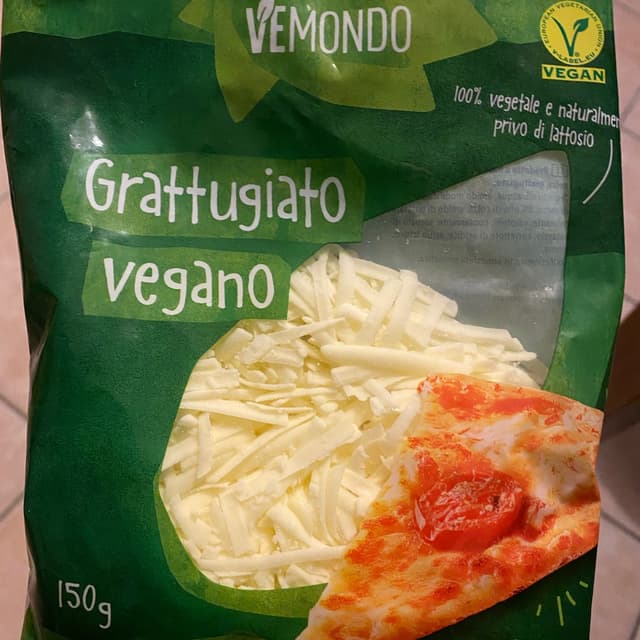 VEMONDO
EUROPEAN VEGETARIAN UNION
V-LABEL.EU
VEGAN
100% vegetale e naturalmen
privo di lattosio
Grattugiato
vegano
150g